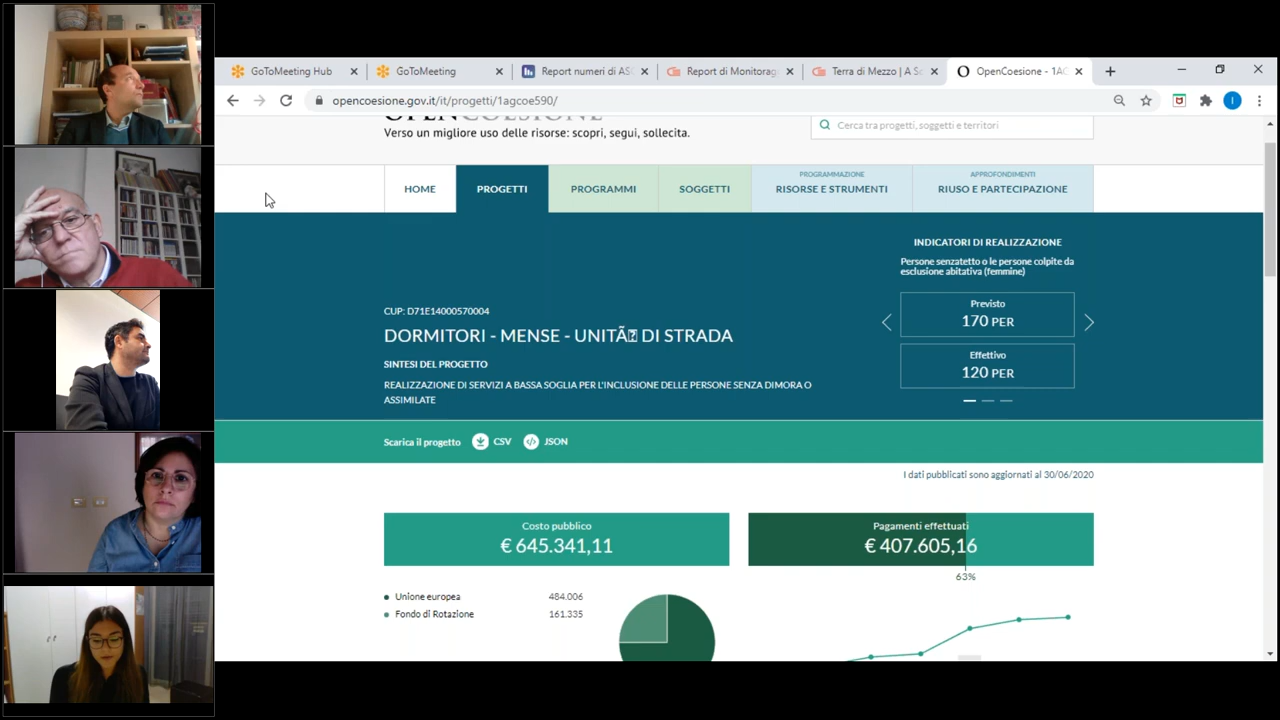 GoToMeeting Hub
GoToMeeting
Report numeri di ASO
Report di Monitorag
Terra di Mezzo | A Sc
OpenCoesione - 1AG
opencoesione.gov.it/it/progetti/1agcoe590/
OPENCOESIONE
Verso un migliore uso delle risorse: scopri, segui, sollecita.
Cerca tra progetti, soggetti e territori
HOME
PROGETTI
PROGRAMMI
SOGGETTI
PROGRAMMAZIONE
RISORSE E STRUMENTI
APPROFONDIMENTI
RIUSO E PARTECIPAZIONE
CUP: D71E14000570004
DORMITORI - MENSE - UNITÃ� DI STRADA
SINTESI DEL PROGETTO
REALIZZAZIONE DI SERVIZI A BASSA SOGLIA PER L'INCLUSIONE DELLE PERSONE SENZA DIMORA O
ASSIMILATE
INDICATORI DI REALIZZAZIONE
Persone senzatetto o le persone colpite da
esclusione abitativa (femmine)
Previsto
170 PER
Effettivo
120 PER
Scarica il progetto CSV JSON
I dati pubblicati sono aggiornati al 30/06/2020
Costo pubblico
€ 645.341,11
Pagamenti effettuati
€ 407.605,16
63%
Unione europea 484.006
Fondo di Rotazione 161.335